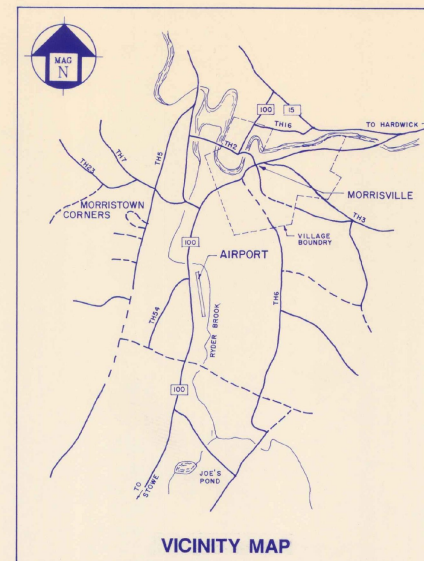 MAG
N
100
15
TH16
TO HARDWICK
TH2
TH7
TH5
TH23
MORRISTOWN
CORNERS
MORRISVILLE
TH3
VILLAGE
BOUNDRY
100
AIRPORT
TH6
RYDER BROOK
TH54
100
JOE'S
POND
TO
STOWE
VICINITY MAP